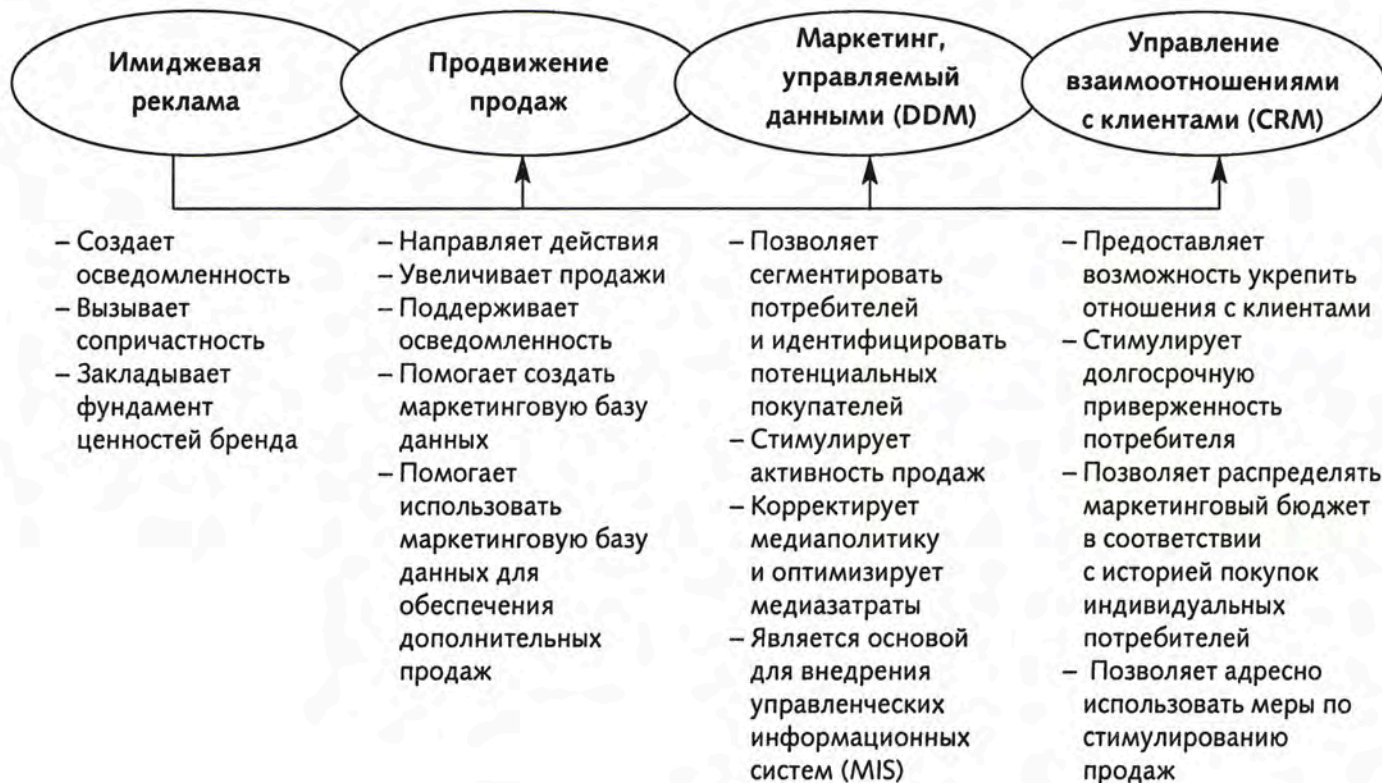 Имиджевая
реклама
Продвижение
продаж
Маркетинг,
управляемый
данными (DDM)
Управление
взаимоотношениями
с клиентами (CRM)
– Создает
осведомленность
– Вызывает
сопричастность
– Закладывает
фундамент
ценностей бренда
– Направляет действия
– Увеличивает продажи
– Поддерживает
осведомленность
– Помогает создать
маркетинговую базу
данных
– Помогает
использовать
маркетинговую базу
данных для
обеспечения
дополнительных
продаж
– Позволяет
сегментировать
потребителей
и идентифицировать
потенциальных
покупателей
– Стимулирует
активность продаж
– Корректирует
медиаполитику
и оптимизирует
медиазатраты
– Является основой
для внедрения
управленческих
информационных
систем (MIS)
– Предоставляет
возможность укрепить
отношения с клиентами
– Стимулирует
долгосрочную
приверженность
потребителя
– Позволяет распределять
маркетинговый бюджет
в соответствии
с историей покупок
индивидуальных
потребителей
– Позволяет адресно
использовать меры по
стимулированию
продаж